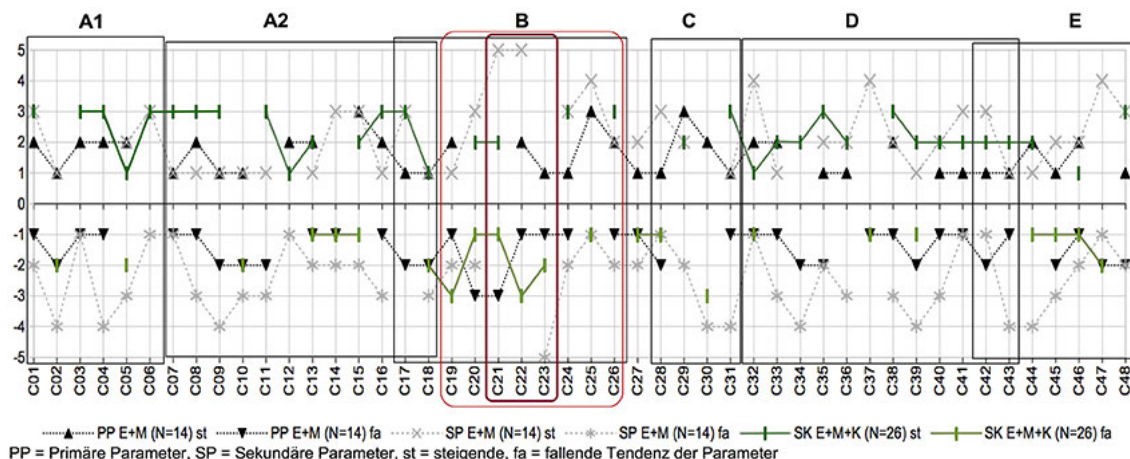 A1 A2 B C D E
5
4
3
2
1
0
-1
-2
-3
-4
-5
C01 C02 C03 C04 C05 C06 C07 C08 C09 C10 C11 C12 C13 C14 C15 C16 C17 C18 C19 C20 C21 C22 C23 C24 C25 C26 C27 C28 C29 C30 C31 C32 C33 C34 C35 C36 C37 C38 C39 C40 C41 C42 C43 C44 C45 C46 C47 C48
PP E+M (N=14) st PP E+M (N=14) fa SP E+M (N=14) st SP E+M (N=14) fa SK E+M+K (N=26) st SK E+M+K (N=26) fa
PP = Primäre Parameter, SP = Sekundäre Parameter, st = steigende, fa = fallende Tendenz der Parameter